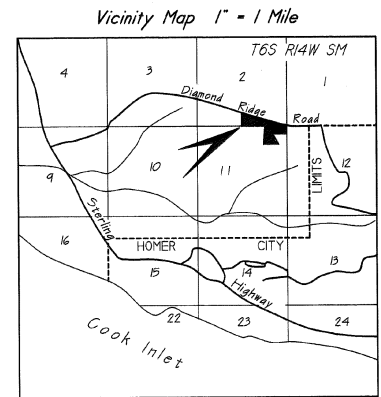 Vicinity Map 1" = 1 Mile
T6S R14W SM
4
3
2
1
Diamond Ridge Road
9
10
11
12
LIMITS
Sterling
16
HOMER CITY
15
14
13
Highway
22
23
24
Cook Inlet